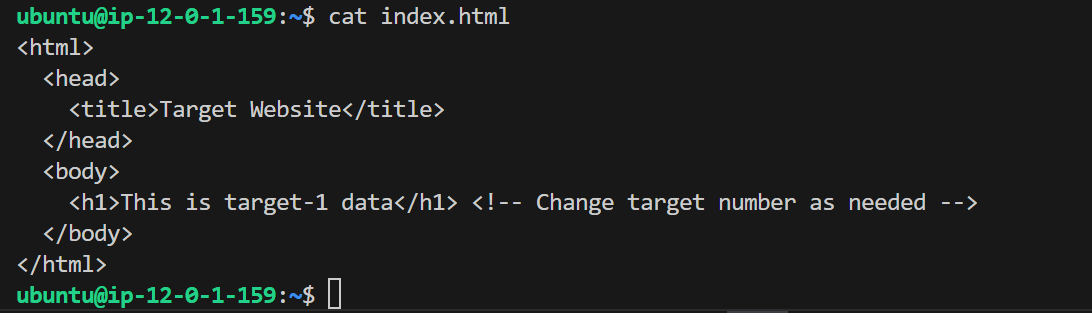 ubuntu@ip-12-0-1-159:~$ cat index.html
<html>
  <head>
    <title>Target Website</title>
  </head>
  <body>
    <h1>This is target-1 data</h1> <!-- Change target number as needed -->
  </body>
</html>
ubuntu@ip-12-0-1-159:~$